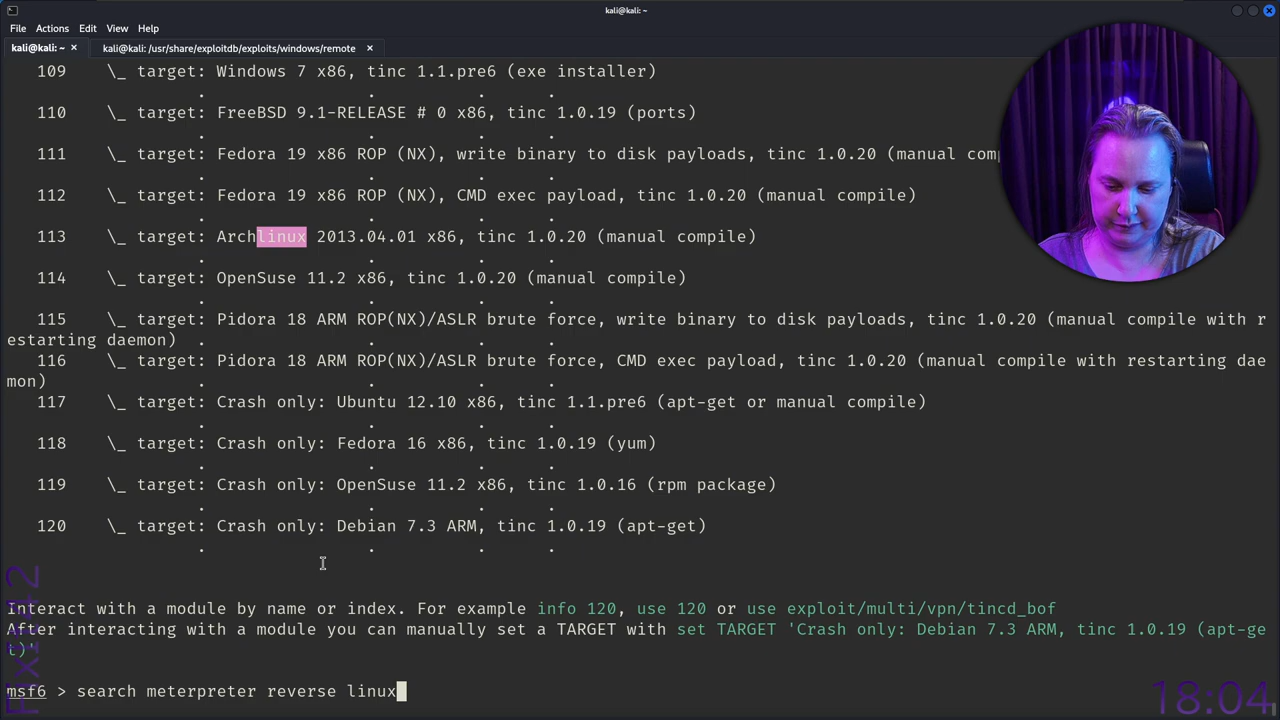 kali@kali: ~
File Actions Edit View Help
kali@kali: ~ × kali@kali: /usr/share/exploitdb/exploits/windows/remote ×
109 \_ target: Windows 7 x86, tinc 1.1.pre6 (exe installer)
. . . .
110 \_ target: FreeBSD 9.1-RELEASE # 0 x86, tinc 1.0.19 (ports)
. . . .
111 \_ target: Fedora 19 x86 ROP (NX), write binary to disk payloads, tinc 1.0.20 (manual comp
. . . .
112 \_ target: Fedora 19 x86 ROP (NX), CMD exec payload, tinc 1.0.20 (manual compile)
. . . .
113 \_ target: Archlinux 2013.04.01 x86, tinc 1.0.20 (manual compile)
. . . .
114 \_ target: OpenSuse 11.2 x86, tinc 1.0.20 (manual compile)
. . . .
115 \_ target: Pidora 18 ARM ROP(NX)/ASLR brute force, write binary to disk payloads, tinc 1.0.20 (manual compile with r
estarting daemon) . . . .
116 \_ target: Pidora 18 ARM ROP(NX)/ASLR brute force, CMD exec payload, tinc 1.0.20 (manual compile with restarting dae
mon) . . . .
117 \_ target: Crash only: Ubuntu 12.10 x86, tinc 1.1.pre6 (apt-get or manual compile)
. . . .
118 \_ target: Crash only: Fedora 16 x86, tinc 1.0.19 (yum)
. . . .
119 \_ target: Crash only: OpenSuse 11.2 x86, tinc 1.0.16 (rpm package)
. . . .
120 \_ target: Crash only: Debian 7.3 ARM, tinc 1.0.19 (apt-get)
. . . .
Interact with a module by name or index. For example info 120, use 120 or use exploit/multi/vpn/tincd_bof
After interacting with a module you can manually set a TARGET with set TARGET 'Crash only: Debian 7.3 ARM, tinc 1.0.19 (apt-ge
t)'
msf6 > search meterpreter reverse linux
18:04